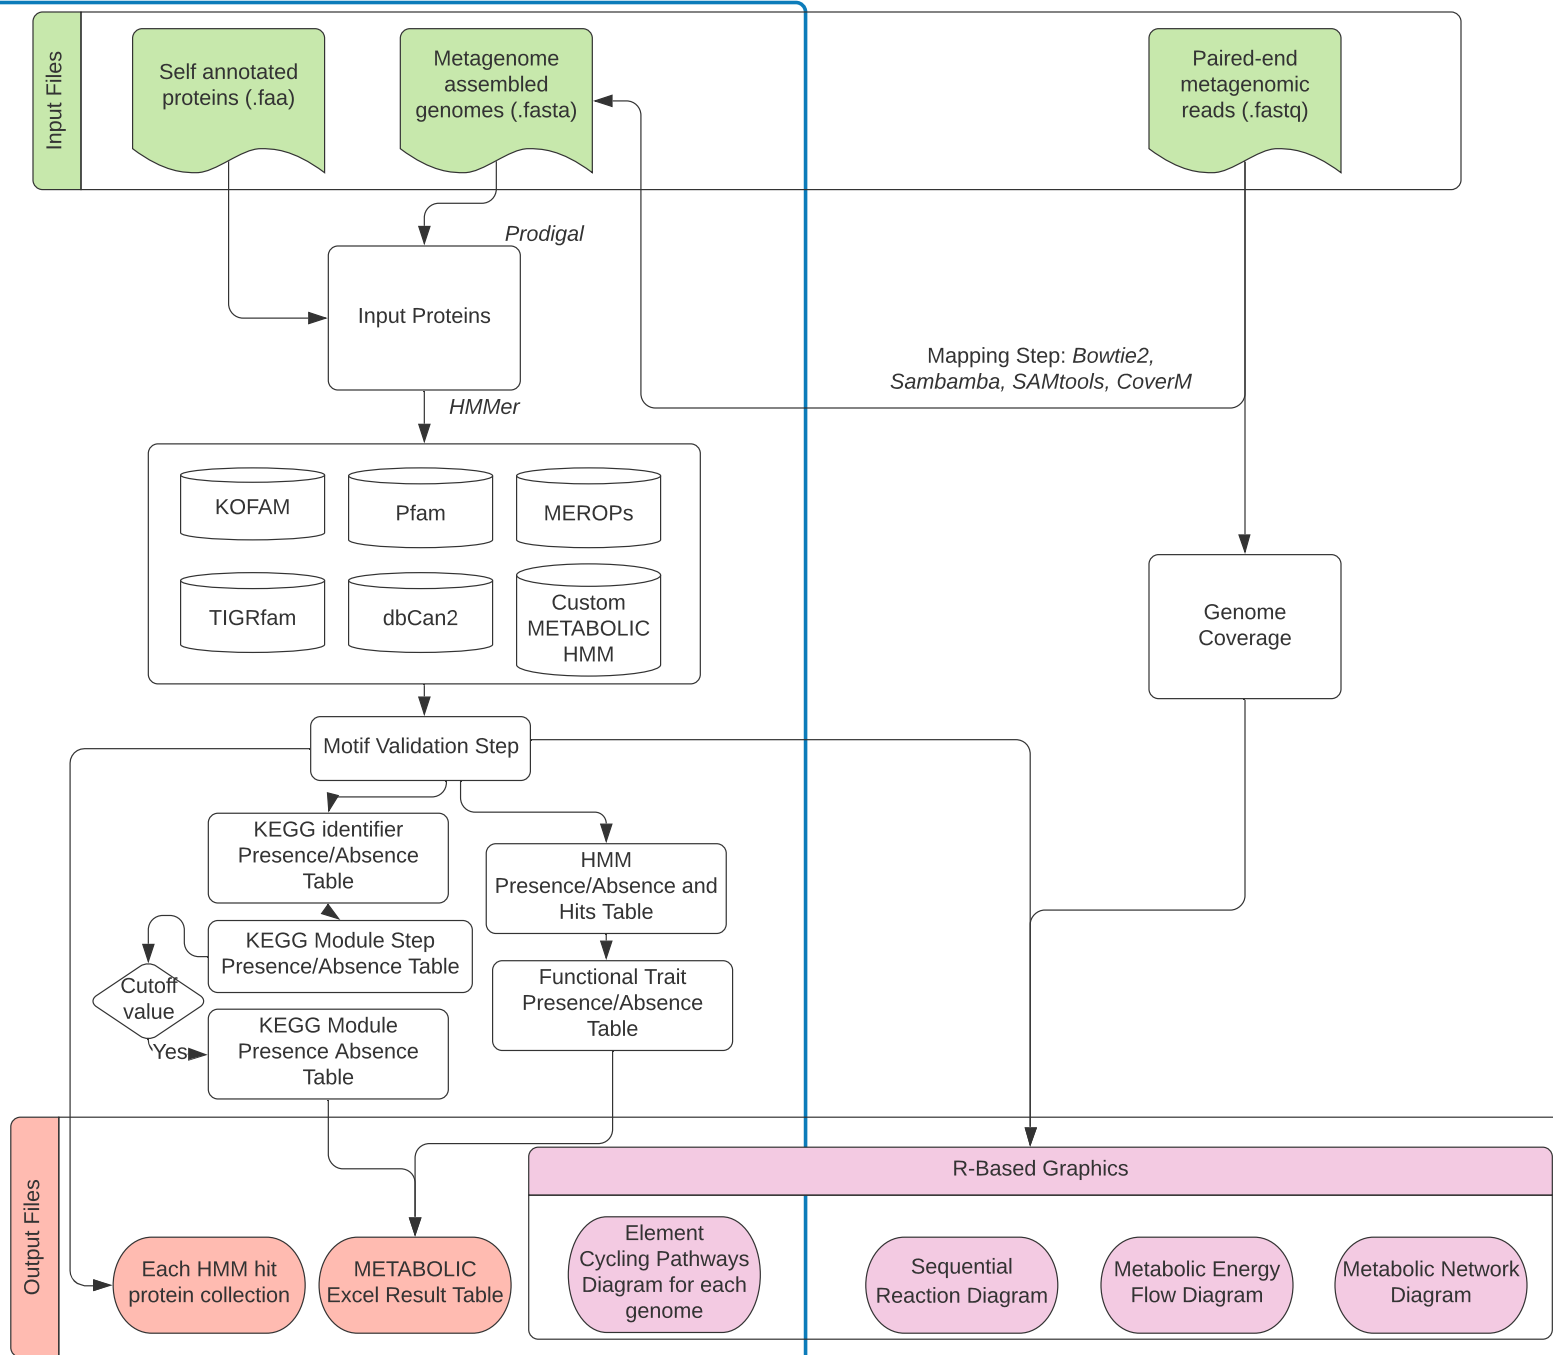 Input Files
Self annotated
proteins (.faa)
Metagenome
assembled
genomes (.fasta)
Paired-end
metagenomic
reads (.fastq)
Prodigal
Input Proteins
Mapping Step: Bowtie2,
Sambamba, SAMtools, CoverM
HMMer
KOFAM
Pfam
MEROPs
TIGRfam
dbCan2
Custom
METABOLIC
HMM
Genome
Coverage
Motif Validation Step
KEGG identifier
Presence/Absence
Table
HMM
Presence/Absence and
Hits Table
KEGG Module Step
Presence/Absence Table
Cutoff
value
Yes
Functional Trait
Presence/Absence
Table
KEGG Module
Presence Absence
Table
Output Files
R-Based Graphics
Each HMM hit
protein collection
METABOLIC
Excel Result Table
Element
Cycling Pathways
Diagram for each
genome
Sequential
Reaction Diagram
Metabolic Energy
Flow Diagram
Metabolic Network
Diagram